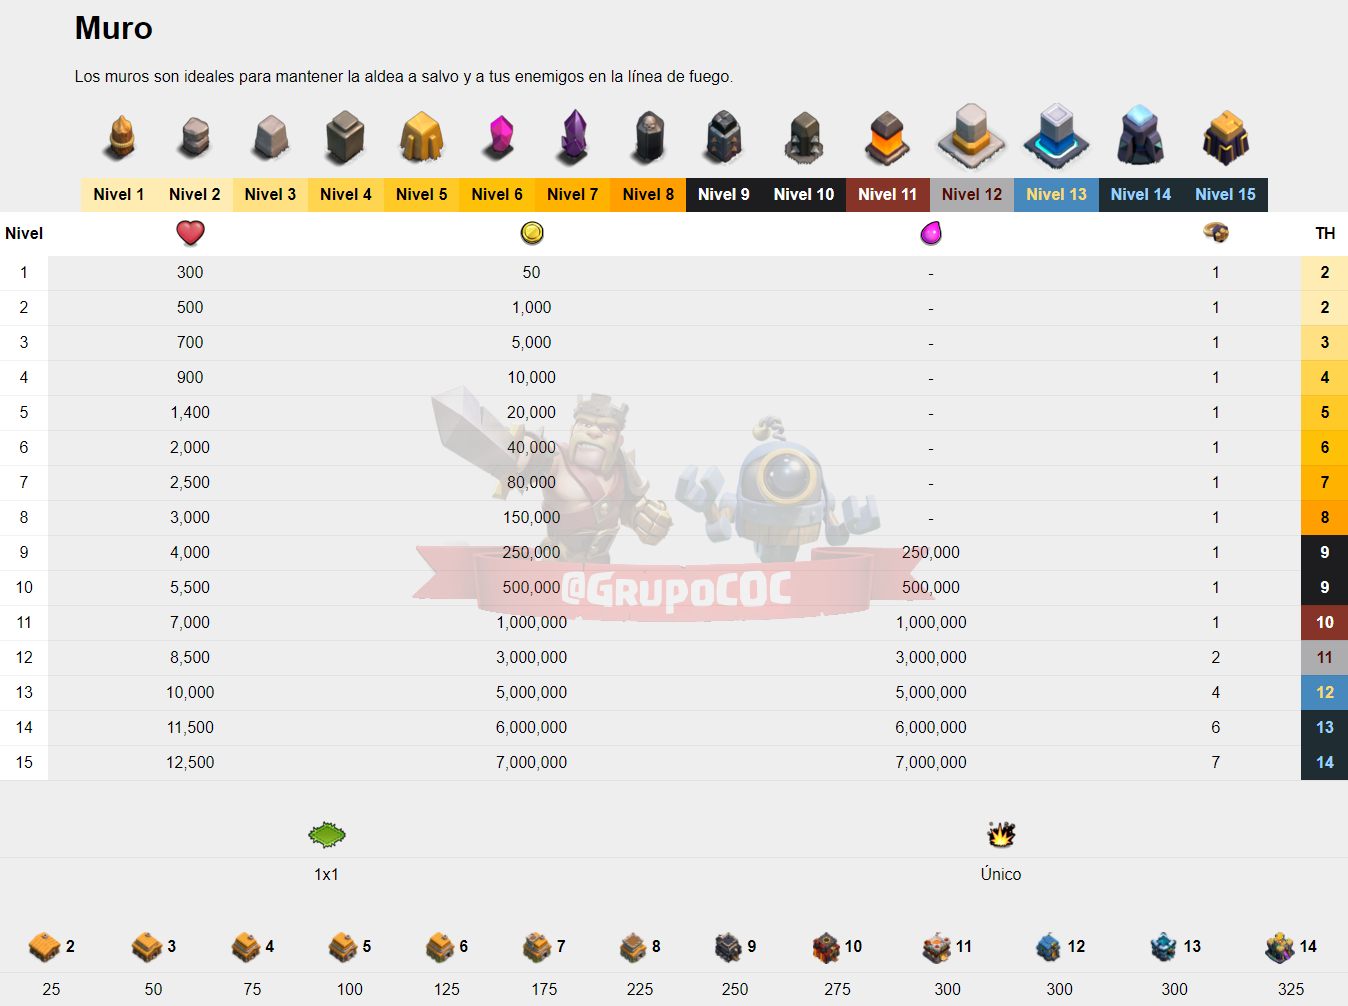 Muro
Los muros son ideales para mantener la aldea a salvo y a tus enemigos en la línea de fuego.
Nivel 1 Nivel 2 Nivel 3 Nivel 4 Nivel 5 Nivel 6 Nivel 7 Nivel 8 Nivel 9 Nivel 10 Nivel 11 Nivel 12 Nivel 13 Nivel 14 Nivel 15
Nivel TH
1 300 50 - 1 2
2 500 1,000 - 1 2
3 700 5,000 - 1 3
4 900 10,000 - 1 4
5 1,400 20,000 - 1 5
6 2,000 40,000 - 1 6
7 2,500 80,000 - 1 7
8 3,000 150,000 - 1 8
9 4,000 250,000 250,000 1 9
10 5,500 500,000 500,000 1 9
@GRUPOCOC
11 7,000 1,000,000 1,000,000 1 10
12 8,500 3,000,000 3,000,000 2 11
13 10,000 5,000,000 5,000,000 4 12
14 11,500 6,000,000 6,000,000 6 13
15 12,500 7,000,000 7,000,000 7 14
1x1 Único
2 3 4 5 6 7 8 9 10 11 12 13 14
25 50 75 100 125 175 225 250 275 300 300 300 325